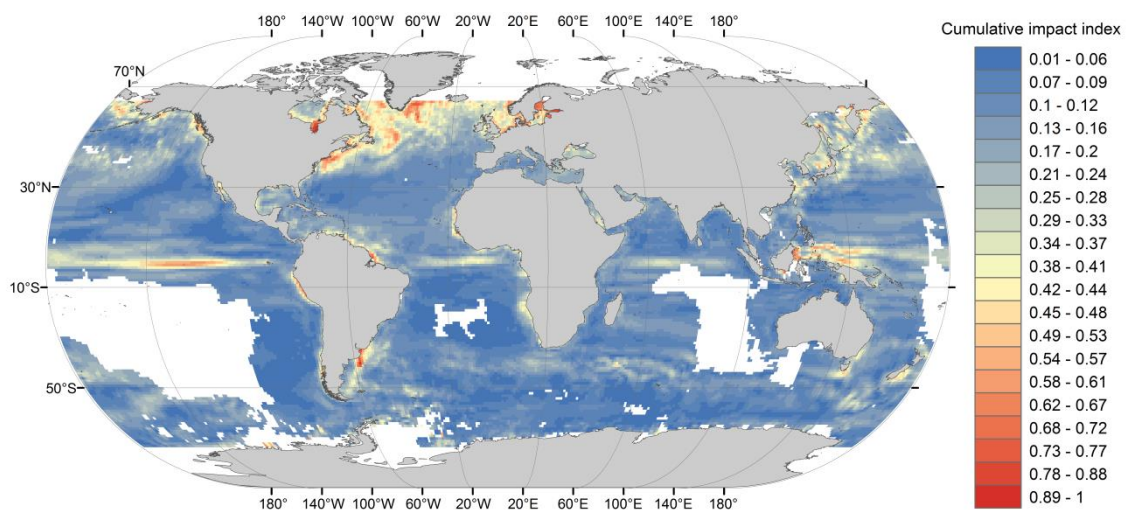 180° 140°W 100°W 60°W 20°W 20°E 60°E 100°E 140°E 180°
Cumulative impact index
70°N
30°N
10°S
50°S
180° 140°W 100°W 60°W 20°W 20°E 60°E 100°E 140°E 180°
0.01 - 0.06
0.07 - 0.09
0.1 - 0.12
0.13 - 0.16
0.17 - 0.2
0.21 - 0.24
0.25 - 0.28
0.29 - 0.33
0.34 - 0.37
0.38 - 0.41
0.42 - 0.44
0.45 - 0.48
0.49 - 0.53
0.54 - 0.57
0.58 - 0.61
0.62 - 0.67
0.68 - 0.72
0.73 - 0.77
0.78 - 0.88
0.89 - 1